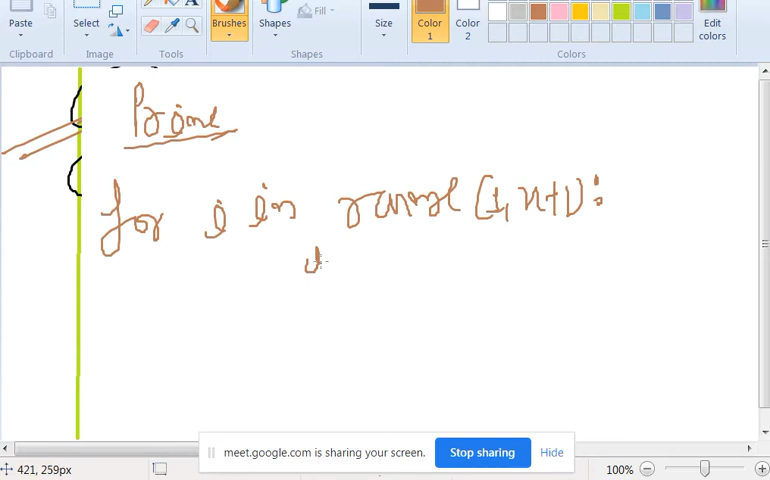 Paste
Select
Brushes
Shapes
Fill
Size
Color
1
Color
2
Edit
colors
Clipboard
Image
Tools
Shapes
Colors
Prime
for i in range (1, n+1):
meet.google.com is sharing your screen.
Stop sharing
Hide
421, 259px
100%